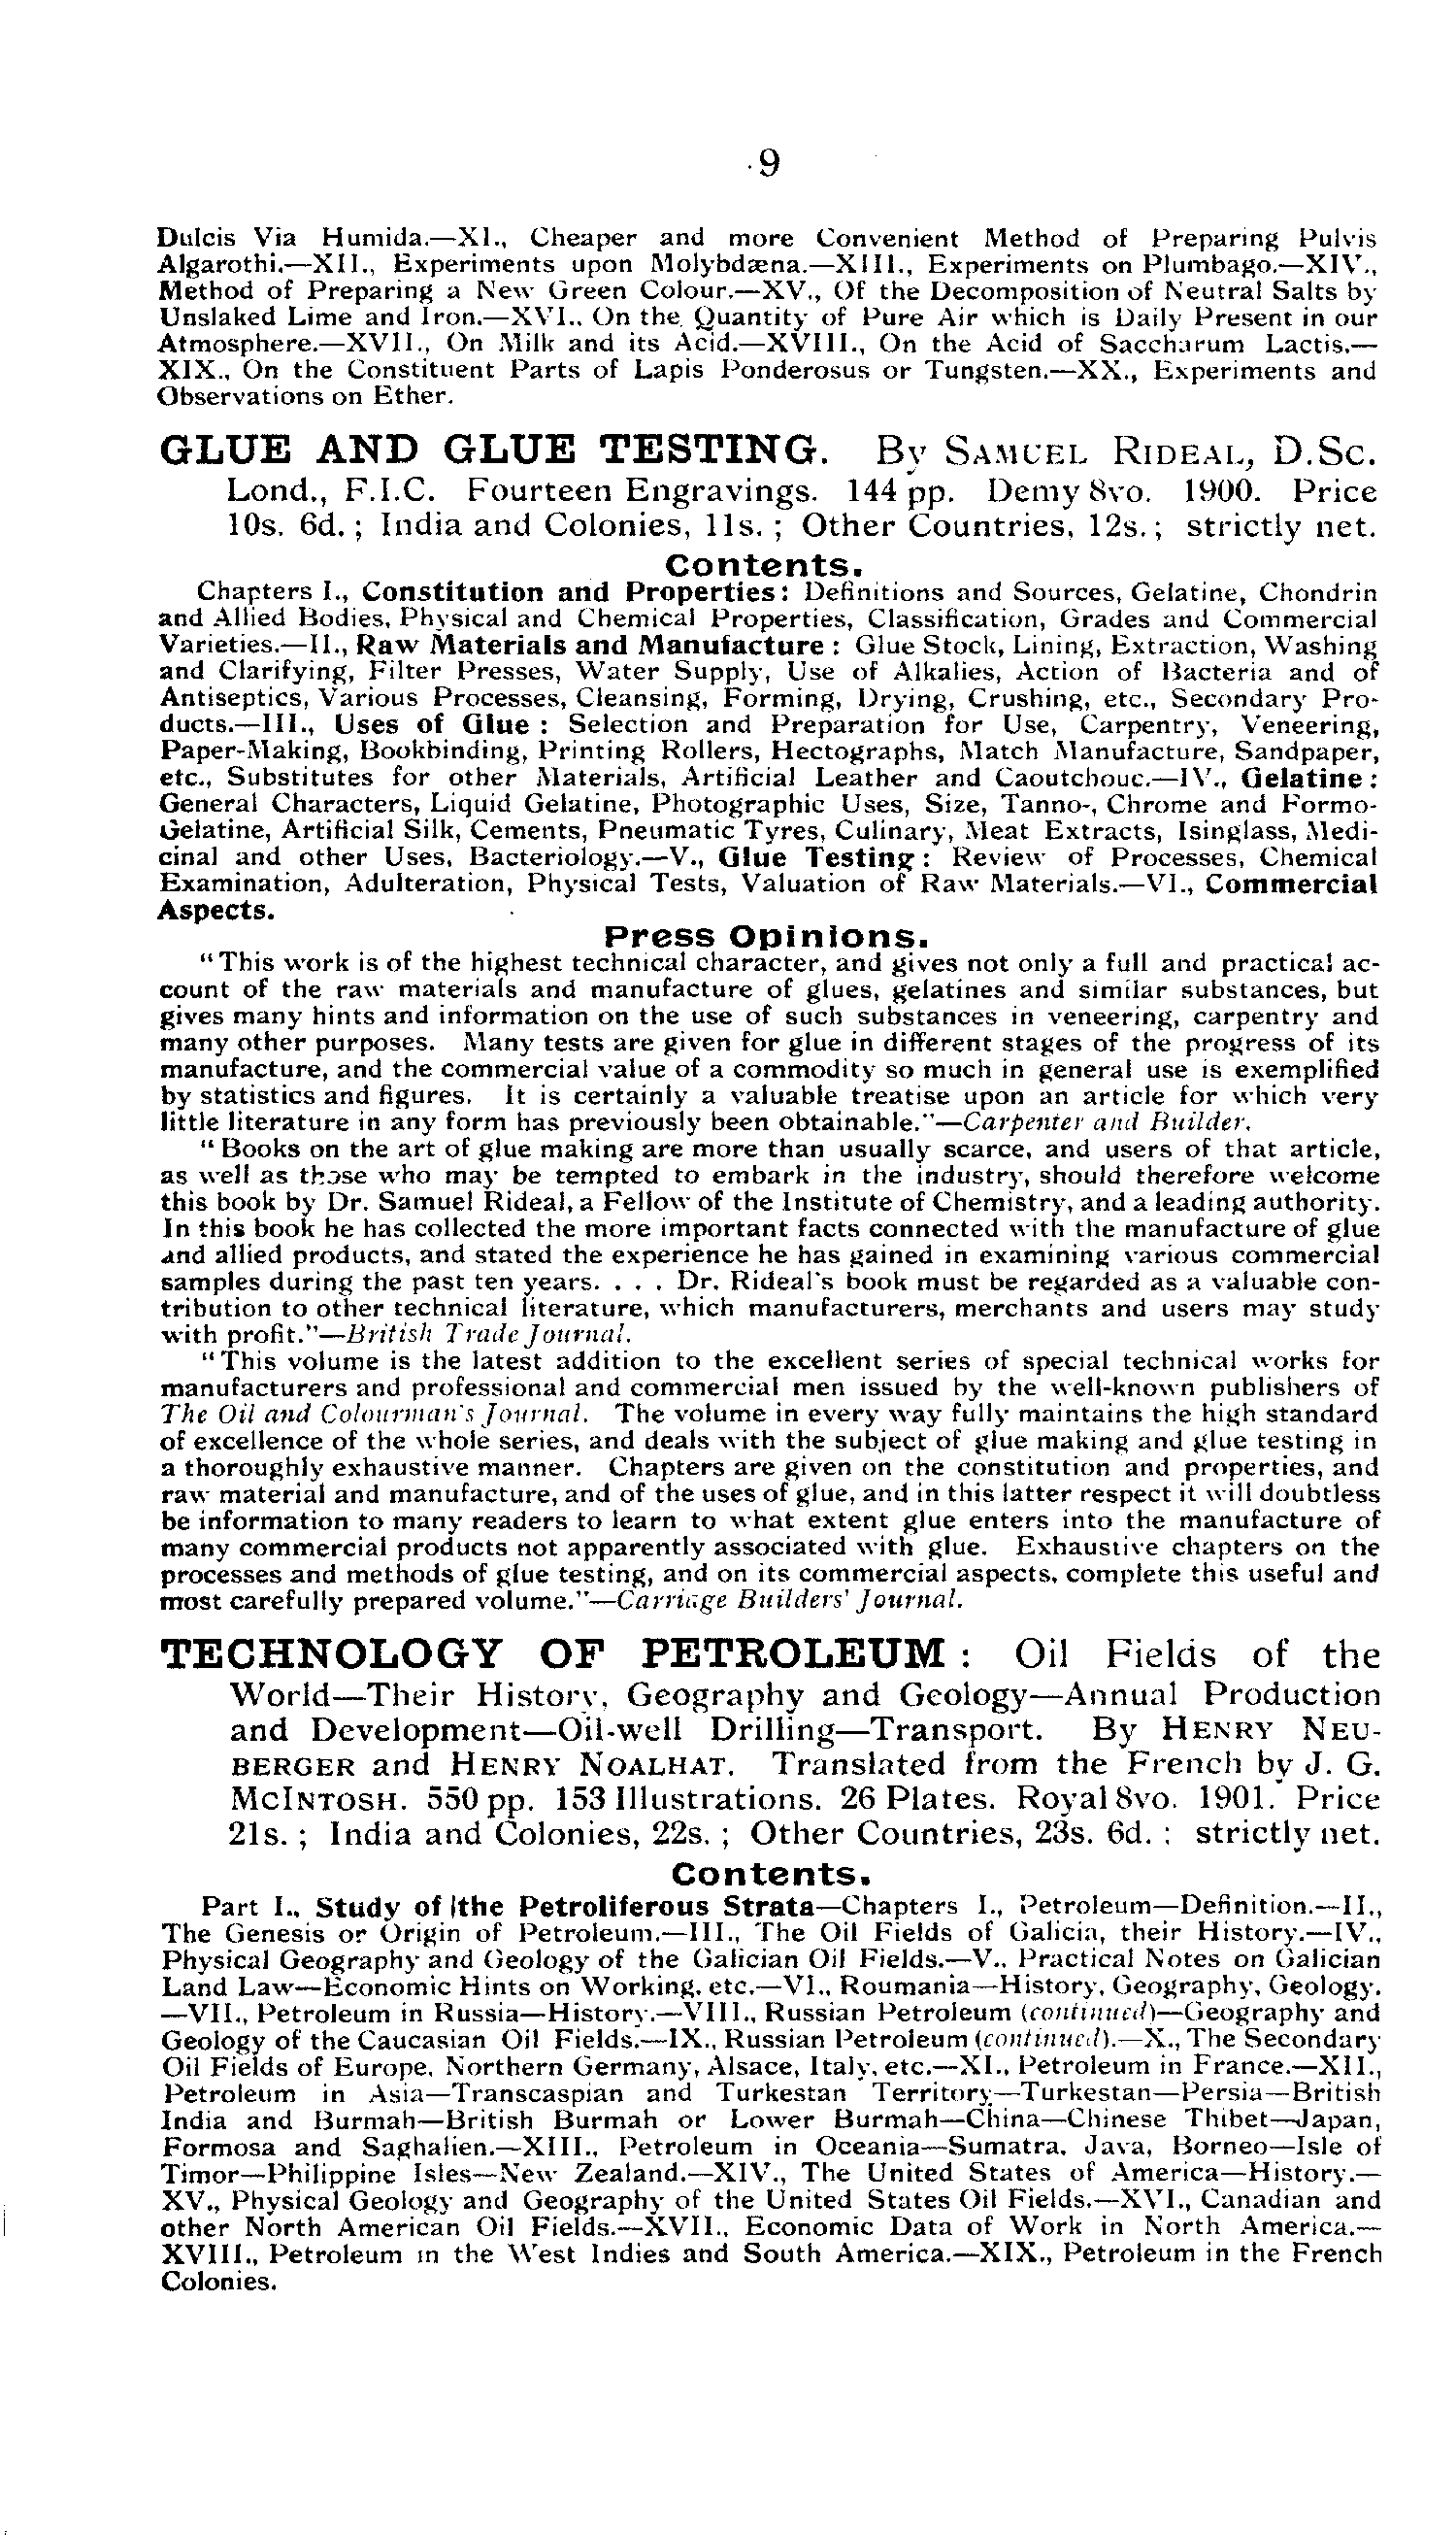 9
Dulcis Via Humida.—XI., Cheaper and more Convenient Method of Preparing Pulvis
Algarothi.—XII., Experiments upon Molybdæna.—XIII., Experiments on Plumbago.—XIV.,
Method of Preparing a New Green Colour.—XV., Of the Decomposition of Neutral Salts by
Unslaked Lime and Iron.—XVI., On the Quantity of Pure Air which is Daily Present in our
Atmosphere.—XVII., On Milk and its Acid.—XVIII., On the Acid of Saccharum Lactis.—
XIX., On the Constituent Parts of Lapis Ponderosus or Tungsten.—XX., Experiments and
Observations on Ether.
GLUE AND GLUE TESTING. By SAMUEL RIDEAL, D.Sc.
Lond., F.I.C. Fourteen Engravings. 144 pp. Demy 8vo. 1900. Price
10s. 6d.; India and Colonies, 11s.; Other Countries, 12s.; strictly net.
Contents.
Chapters I., Constitution and Properties: Definitions and Sources, Gelatine, Chondrin
and Allied Bodies, Physical and Chemical Properties, Classification, Grades and Commercial
Varieties.—II., Raw Materials and Manufacture: Glue Stock, Lining, Extraction, Washing
and Clarifying, Filter Presses, Water Supply, Use of Alkalies, Action of Bacteria and of
Antiseptics, Various Processes, Cleansing, Forming, Drying, Crushing, etc., Secondary Pro-
ducts.—III., Uses of Glue: Selection and Preparation for Use, Carpentry, Veneering,
Paper-Making, Bookbinding, Printing Rollers, Hectographs, Match Manufacture, Sandpaper,
etc., Substitutes for other Materials, Artificial Leather and Caoutchouc.—IV., Gelatine:
General Characters, Liquid Gelatine, Photographic Uses, Size, Tanno-, Chrome and Formo-
Gelatine, Artificial Silk, Cements, Pneumatic Tyres, Culinary, Meat Extracts, Isinglass, Medi-
cinal and other Uses, Bacteriology.—V., Glue Testing: Review of Processes, Chemical
Examination, Adulteration, Physical Tests, Valuation of Raw Materials.—VI., Commercial
Aspects.
Press Opinions.
"This work is of the highest technical character, and gives not only a full and practical ac-
count of the raw materials and manufacture of glues, gelatines and similar substances, but
gives many hints and information on the use of such substances in veneering, carpentry and
many other purposes. Many tests are given for glue in different stages of the progress of its
manufacture, and the commercial value of a commodity so much in general use is exemplified
by statistics and figures. It is certainly a valuable treatise upon an article for which very
little literature in any form has previously been obtainable."—Carpenter and Builder.
"Books on the art of glue making are more than usually scarce, and users of that article,
as well as those who may be tempted to embark in the industry, should therefore welcome
this book by Dr. Samuel Rideal, a Fellow of the Institute of Chemistry, and a leading authority.
In this book he has collected the more important facts connected with the manufacture of glue
and allied products, and stated the experience he has gained in examining various commercial
samples during the past ten years. . . . Dr. Rideal's book must be regarded as a valuable con-
tribution to other technical literature, which manufacturers, merchants and users may study
with profit."—British Trade Journal.
"This volume is the latest addition to the excellent series of special technical works for
manufacturers and professional and commercial men issued by the well-known publishers of
The Oil and Colourman's Journal. The volume in every way fully maintains the high standard
of excellence of the whole series, and deals with the subject of glue making and glue testing in
a thoroughly exhaustive manner. Chapters are given on the constitution and properties, and
raw material and manufacture, and of the uses of glue, and in this latter respect it will doubtless
be information to many readers to learn to what extent glue enters into the manufacture of
many commercial products not apparently associated with glue. Exhaustive chapters on the
processes and methods of glue testing, and on its commercial aspects, complete this useful and
most carefully prepared volume."—Carriage Builders' Journal.
TECHNOLOGY OF PETROLEUM: Oil Fields of the
World—Their History, Geography and Geology—Annual Production
and Development—Oil-well Drilling—Transport. By HENRY NEU-
BERGER and HENRY NOALHAT. Translated from the French by J. G.
MCINTOSH. 550 pp. 153 Illustrations. 26 Plates. Royal 8vo. 1901. Price
21s.; India and Colonies, 22s.; Other Countries, 23s. 6d.; strictly net.
Contents.
Part I., Study of the Petroliferous Strata—Chapters I., Petroleum—Definition.—II.,
The Genesis or Origin of Petroleum.—III., The Oil Fields of Galicia, their History.—IV.,
Physical Geography and Geology of the Galician Oil Fields.—V., Practical Notes on Galician
Land Law—Economic Hints on Working, etc.—VI., Roumania—History, Geography, Geology.
—VII., Petroleum in Russia—History.—VIII., Russian Petroleum (continued)—Geography and
Geology of the Caucasian Oil Fields.—IX., Russian Petroleum (continued).—X., The Secondary
Oil Fields of Europe, Northern Germany, Alsace, Italy, etc.—XI., Petroleum in France.—XII.,
Petroleum in Asia—Transcaspian and Turkestan Territory—Turkestan—Persia—British
India and Burmah—British Burmah or Lower Burmah—China—Chinese Thibet—Japan,
Formosa and Saghalien.—XIII., Petroleum in Oceania—Sumatra, Java, Borneo—Isle of
Timor—Philippine Isles—New Zealand.—XIV., The United States of America—History.—
XV., Physical Geology and Geography of the United States Oil Fields.—XVI., Canadian and
other North American Oil Fields.—XVII., Economic Data of Work in North America.—
XVIII., Petroleum in the West Indies and South America.—XIX., Petroleum in the French
Colonies.